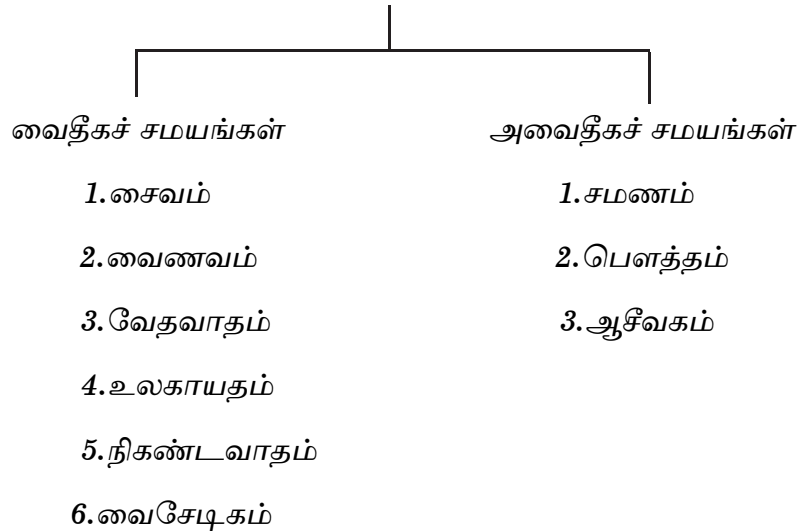 வைதீகச் சமயங்கள்
1.சைவம்
2.வைணவம்
3.வேதவாதம்
4.உலகாயதம்
5.நிகண்டவாதம்
6.வைசேடிகம்
அவைதீகச் சமயங்கள்
1.சமணம்
2.பௌத்தம்
3.ஆசீவகம்